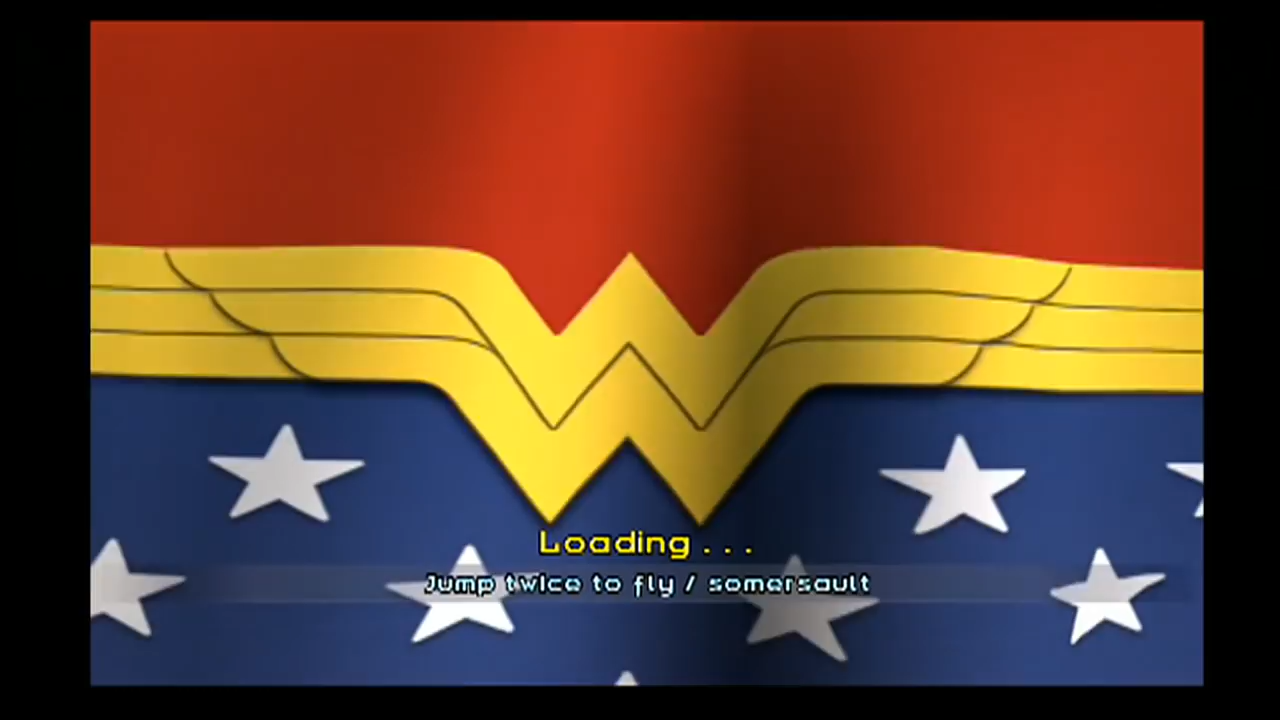 Loading . . .
Jump twice to fly / somersault